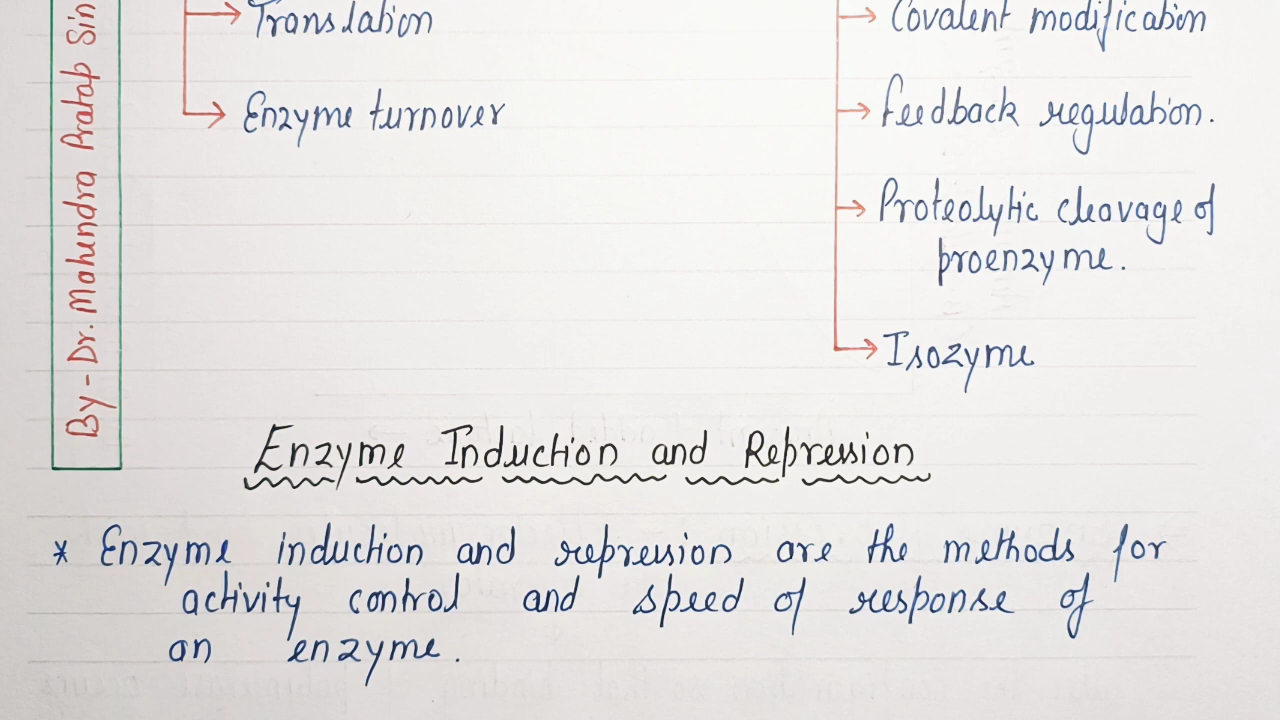 By - Dr. Mahendra Pratap Sin
Translation
Enzyme turnover
Covalent modification
Feedback regulation.
Proteolytic cleavage of
proenzyme.
Isozyme
Enzyme Induction and Repression
* Enzyme induction and repression are the methods for
activity control and speed of response of
an enzyme.